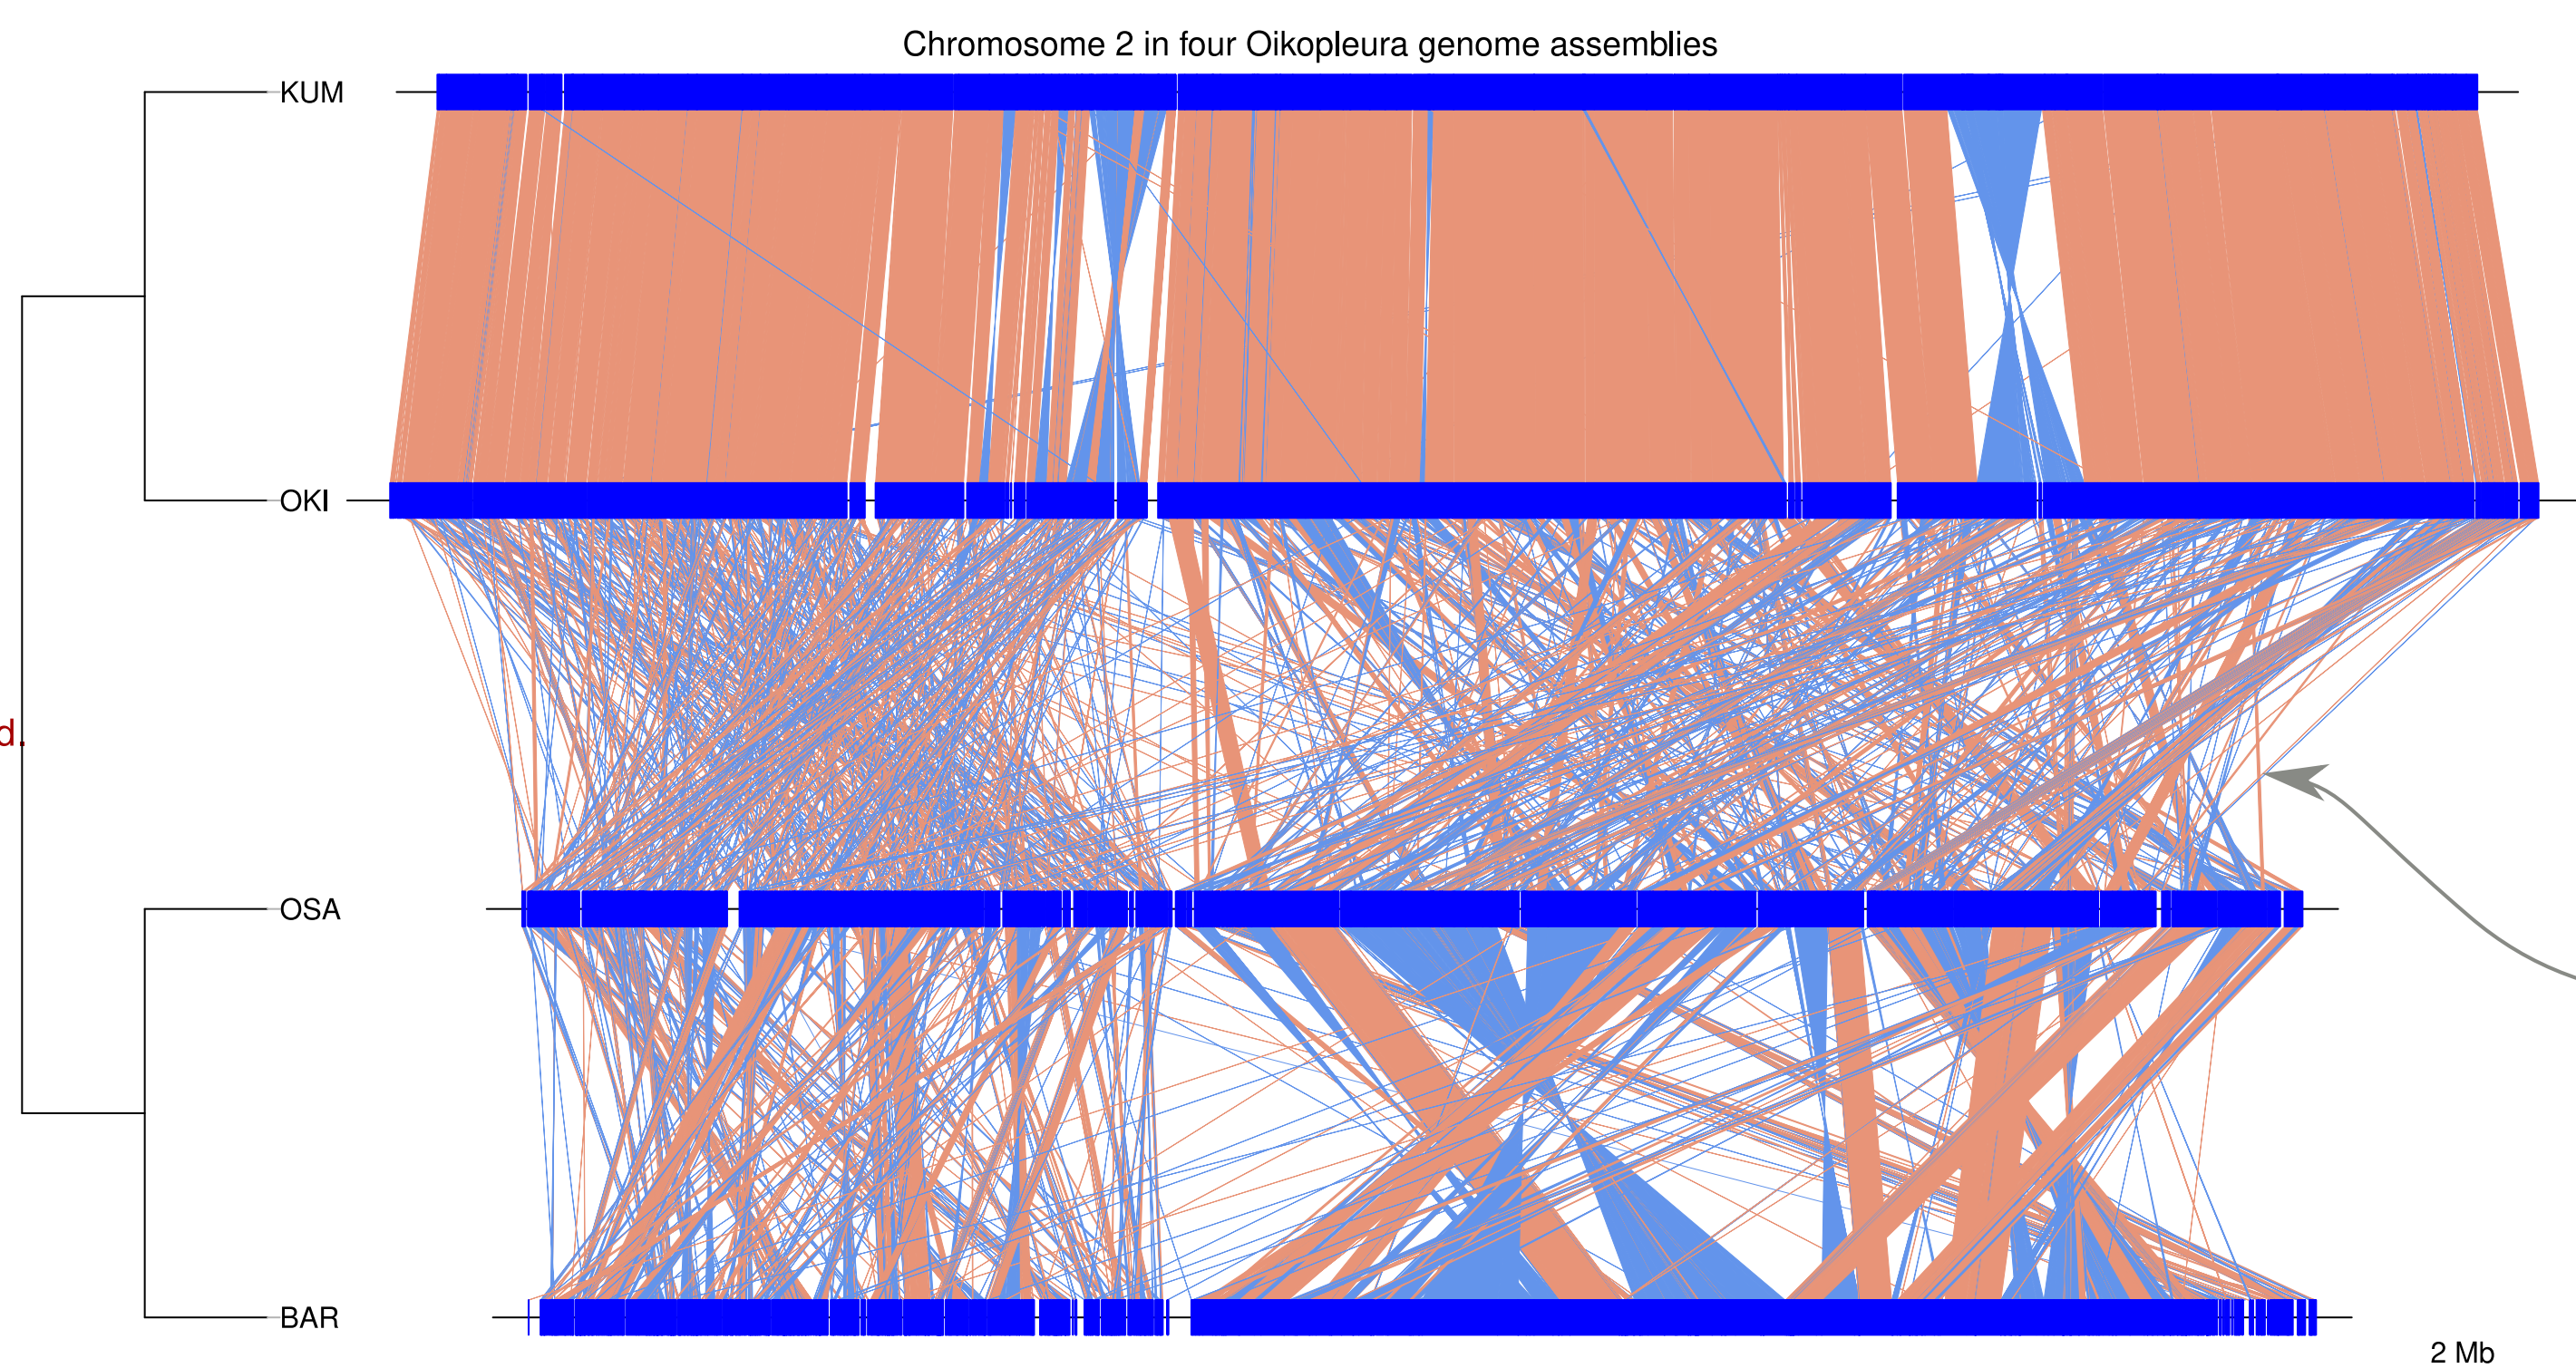 Chromosome 2 in four Oikopleura genome assemblies
KUM
OKI
d.
OSA
BAR
2 Mb